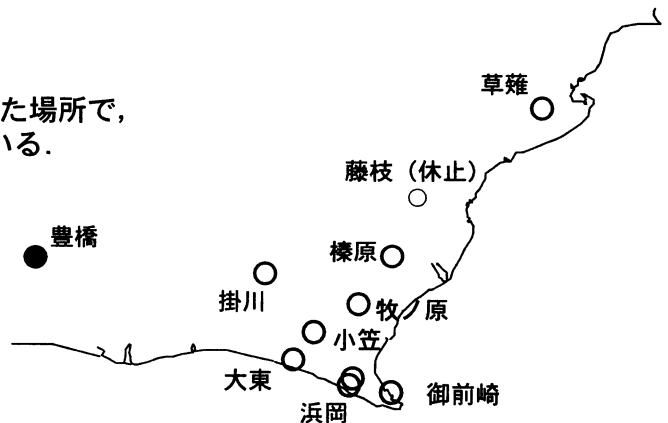 草薙
た場所で，
いる．
藤枝（休止）
豊橋
榛原
掛川
牧ノ原
小笠
大東
御前崎
浜岡